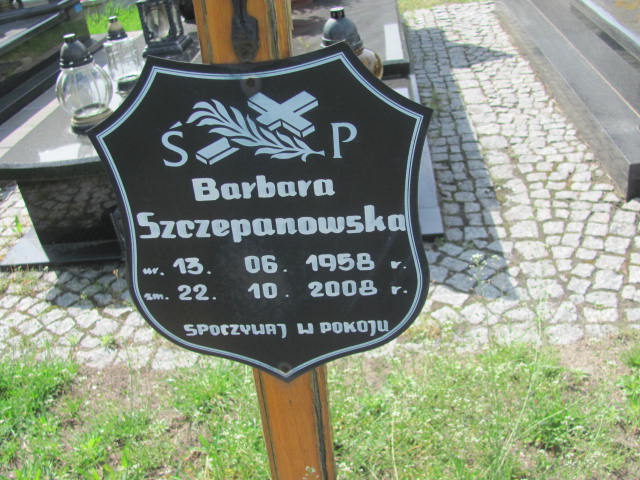 Ś P
Barbara
Szczepanowska
ur. 13. 06. 1958 r.
zm. 22. 10. 2008 r.
SPOCZYWAJ W POKOJU